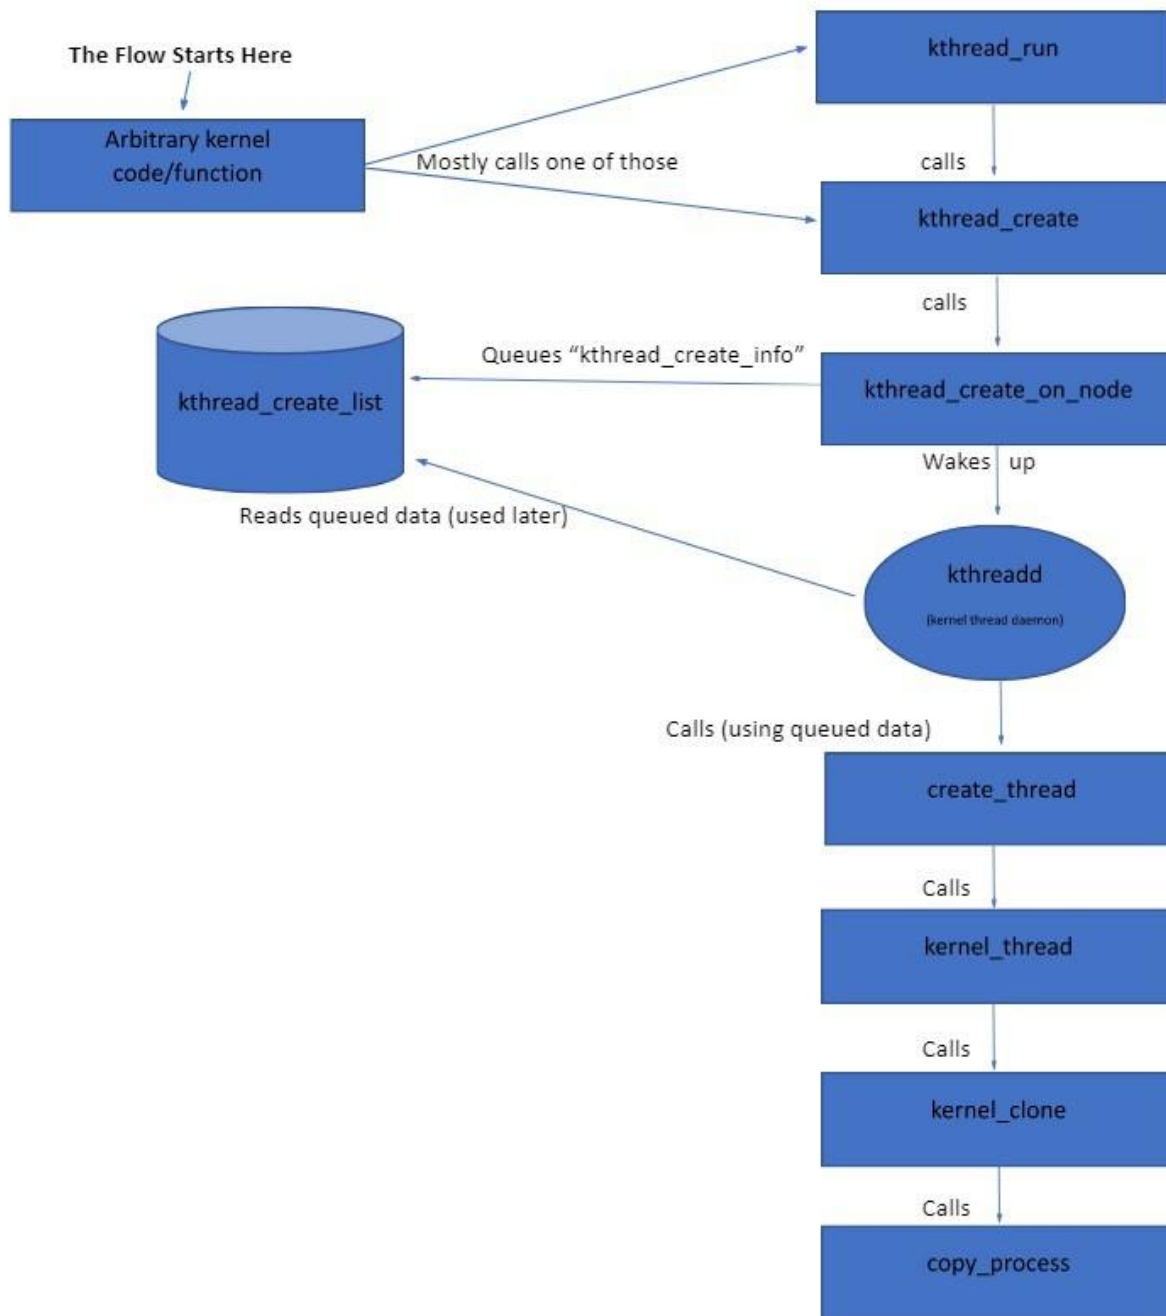 The Flow Starts Here
kthread_run
Arbitrary kernel
code/function
Mostly calls one of those
calls
kthread_create
calls
Queues “kthread_create_info”
kthread_create_list
kthread_create_on_node
Wakes up
Reads queued data (used later)
kthreadd
(kernel thread daemon)
Calls (using queued data)
create_thread
Calls
kernel_thread
Calls
kernel_clone
Calls
copy_process